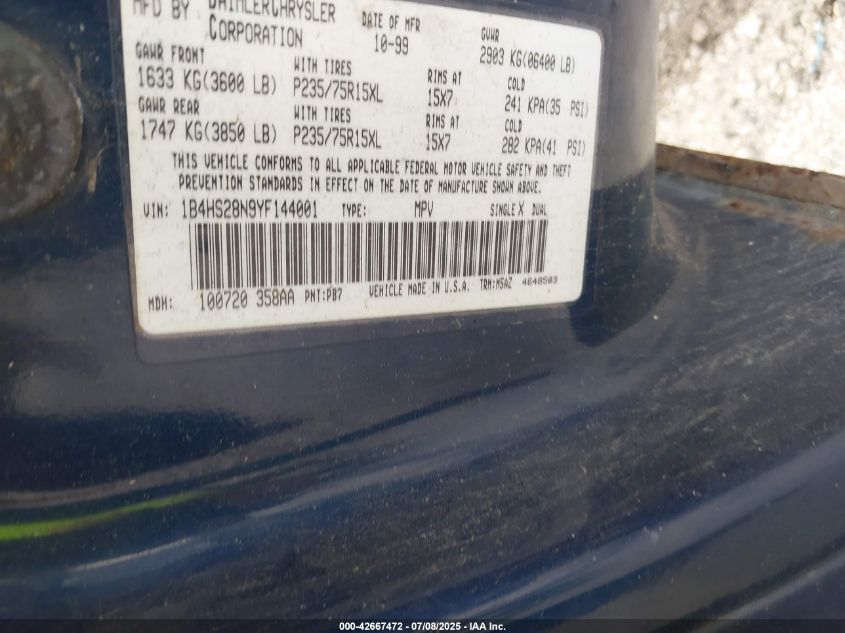 MFD BY DAIMLERCHRYSLER CORPORATION DATE OF MFR 10-99 GVWR 2903 KG(06400 LB)
GAWR FRONT WITH TIRES RIMS AT COLD
1633 KG(3600 LB) P235/75R15XL 15X7 241 KPA(35 PSI)
GAWR REAR WITH TIRES RIMS AT COLD
1747 KG(3850 LB) P235/75R15XL 15X7 282 KPA(41 PSI)
THIS VEHICLE CONFORMS TO ALL APPLICABLE FEDERAL MOTOR VEHICLE SAFETY AND THEFT
PREVENTION STANDARDS IN EFFECT ON THE DATE OF MANUFACTURE SHOWN ABOVE.
VIN: 1B4HS28N9YF144001 TYPE: MPV SINGLE X DUAL
MDH: 100720 358AA PNT:PB7 VEHICLE MADE IN U.S.A. TRM:M5AZ 4648503
000-42667472 - 07/08/2025 - IAA Inc.